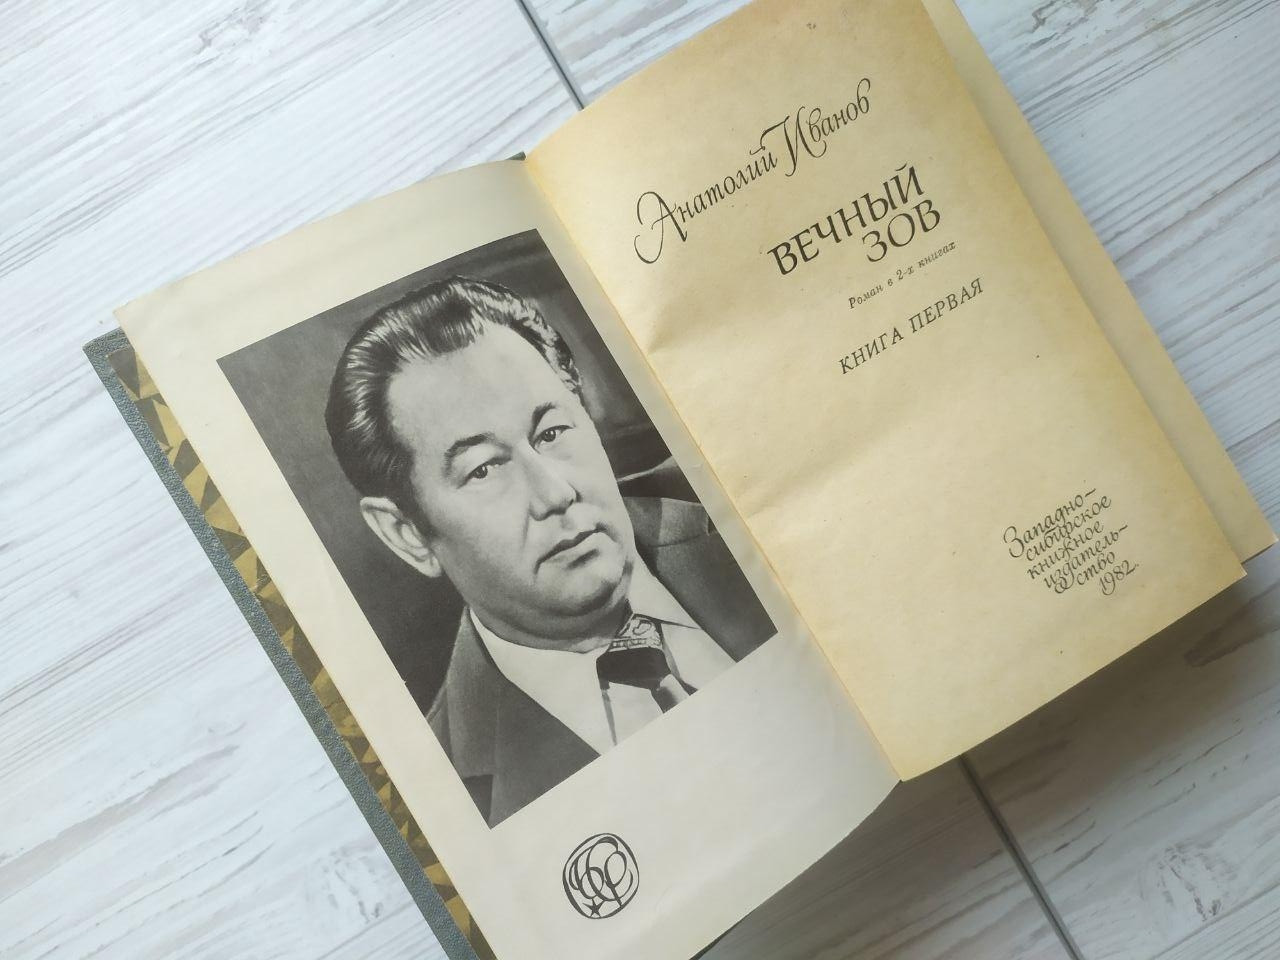 Анатолий Иванов
ВЕЧНЫЙ
ЗОВ
Роман в 2-х книгах
КНИГА ПЕРВАЯ
Западно-
сибирское
книжное
издатель-
ство
1982.